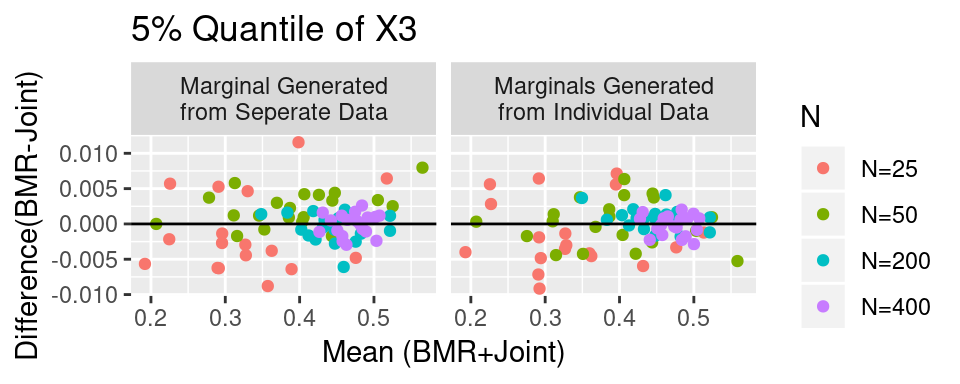 5% Quantile of X3
Marginal Generated
from Seperate Data
Marginals Generated
from Individual Data
Difference(BMR-Joint)
0.010
0.005
0.000
-0.005
-0.010
0.2 0.3 0.4 0.5
0.2 0.3 0.4 0.5
Mean (BMR+Joint)
N
N=25
N=50
N=200
N=400